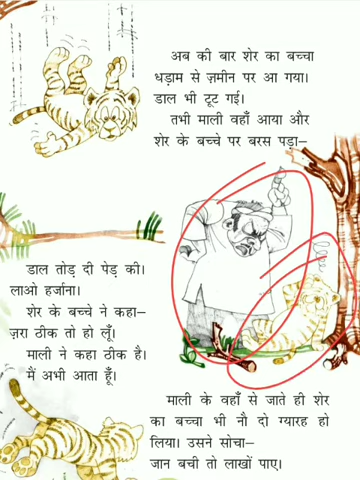 अब की बार शेर का बच्चा
धड़ाम से ज़मीन पर आ गया।
डाल भी टूट गई।
तभी माली वहाँ आया और
शेर के बच्चे पर बरस पड़ा–
डाल तोड़ दी पेड़ की।
लाओ हर्जाना।
शेर के बच्चे ने कहा–
ज़रा ठीक तो हो लूँ।
माली ने कहा ठीक है।
मैं अभी आता हूँ।
माली के वहाँ से जाते ही शेर
का बच्चा भी नौ दो ग्यारह हो
लिया। उसने सोचा–
जान बची तो लाखों पाए।